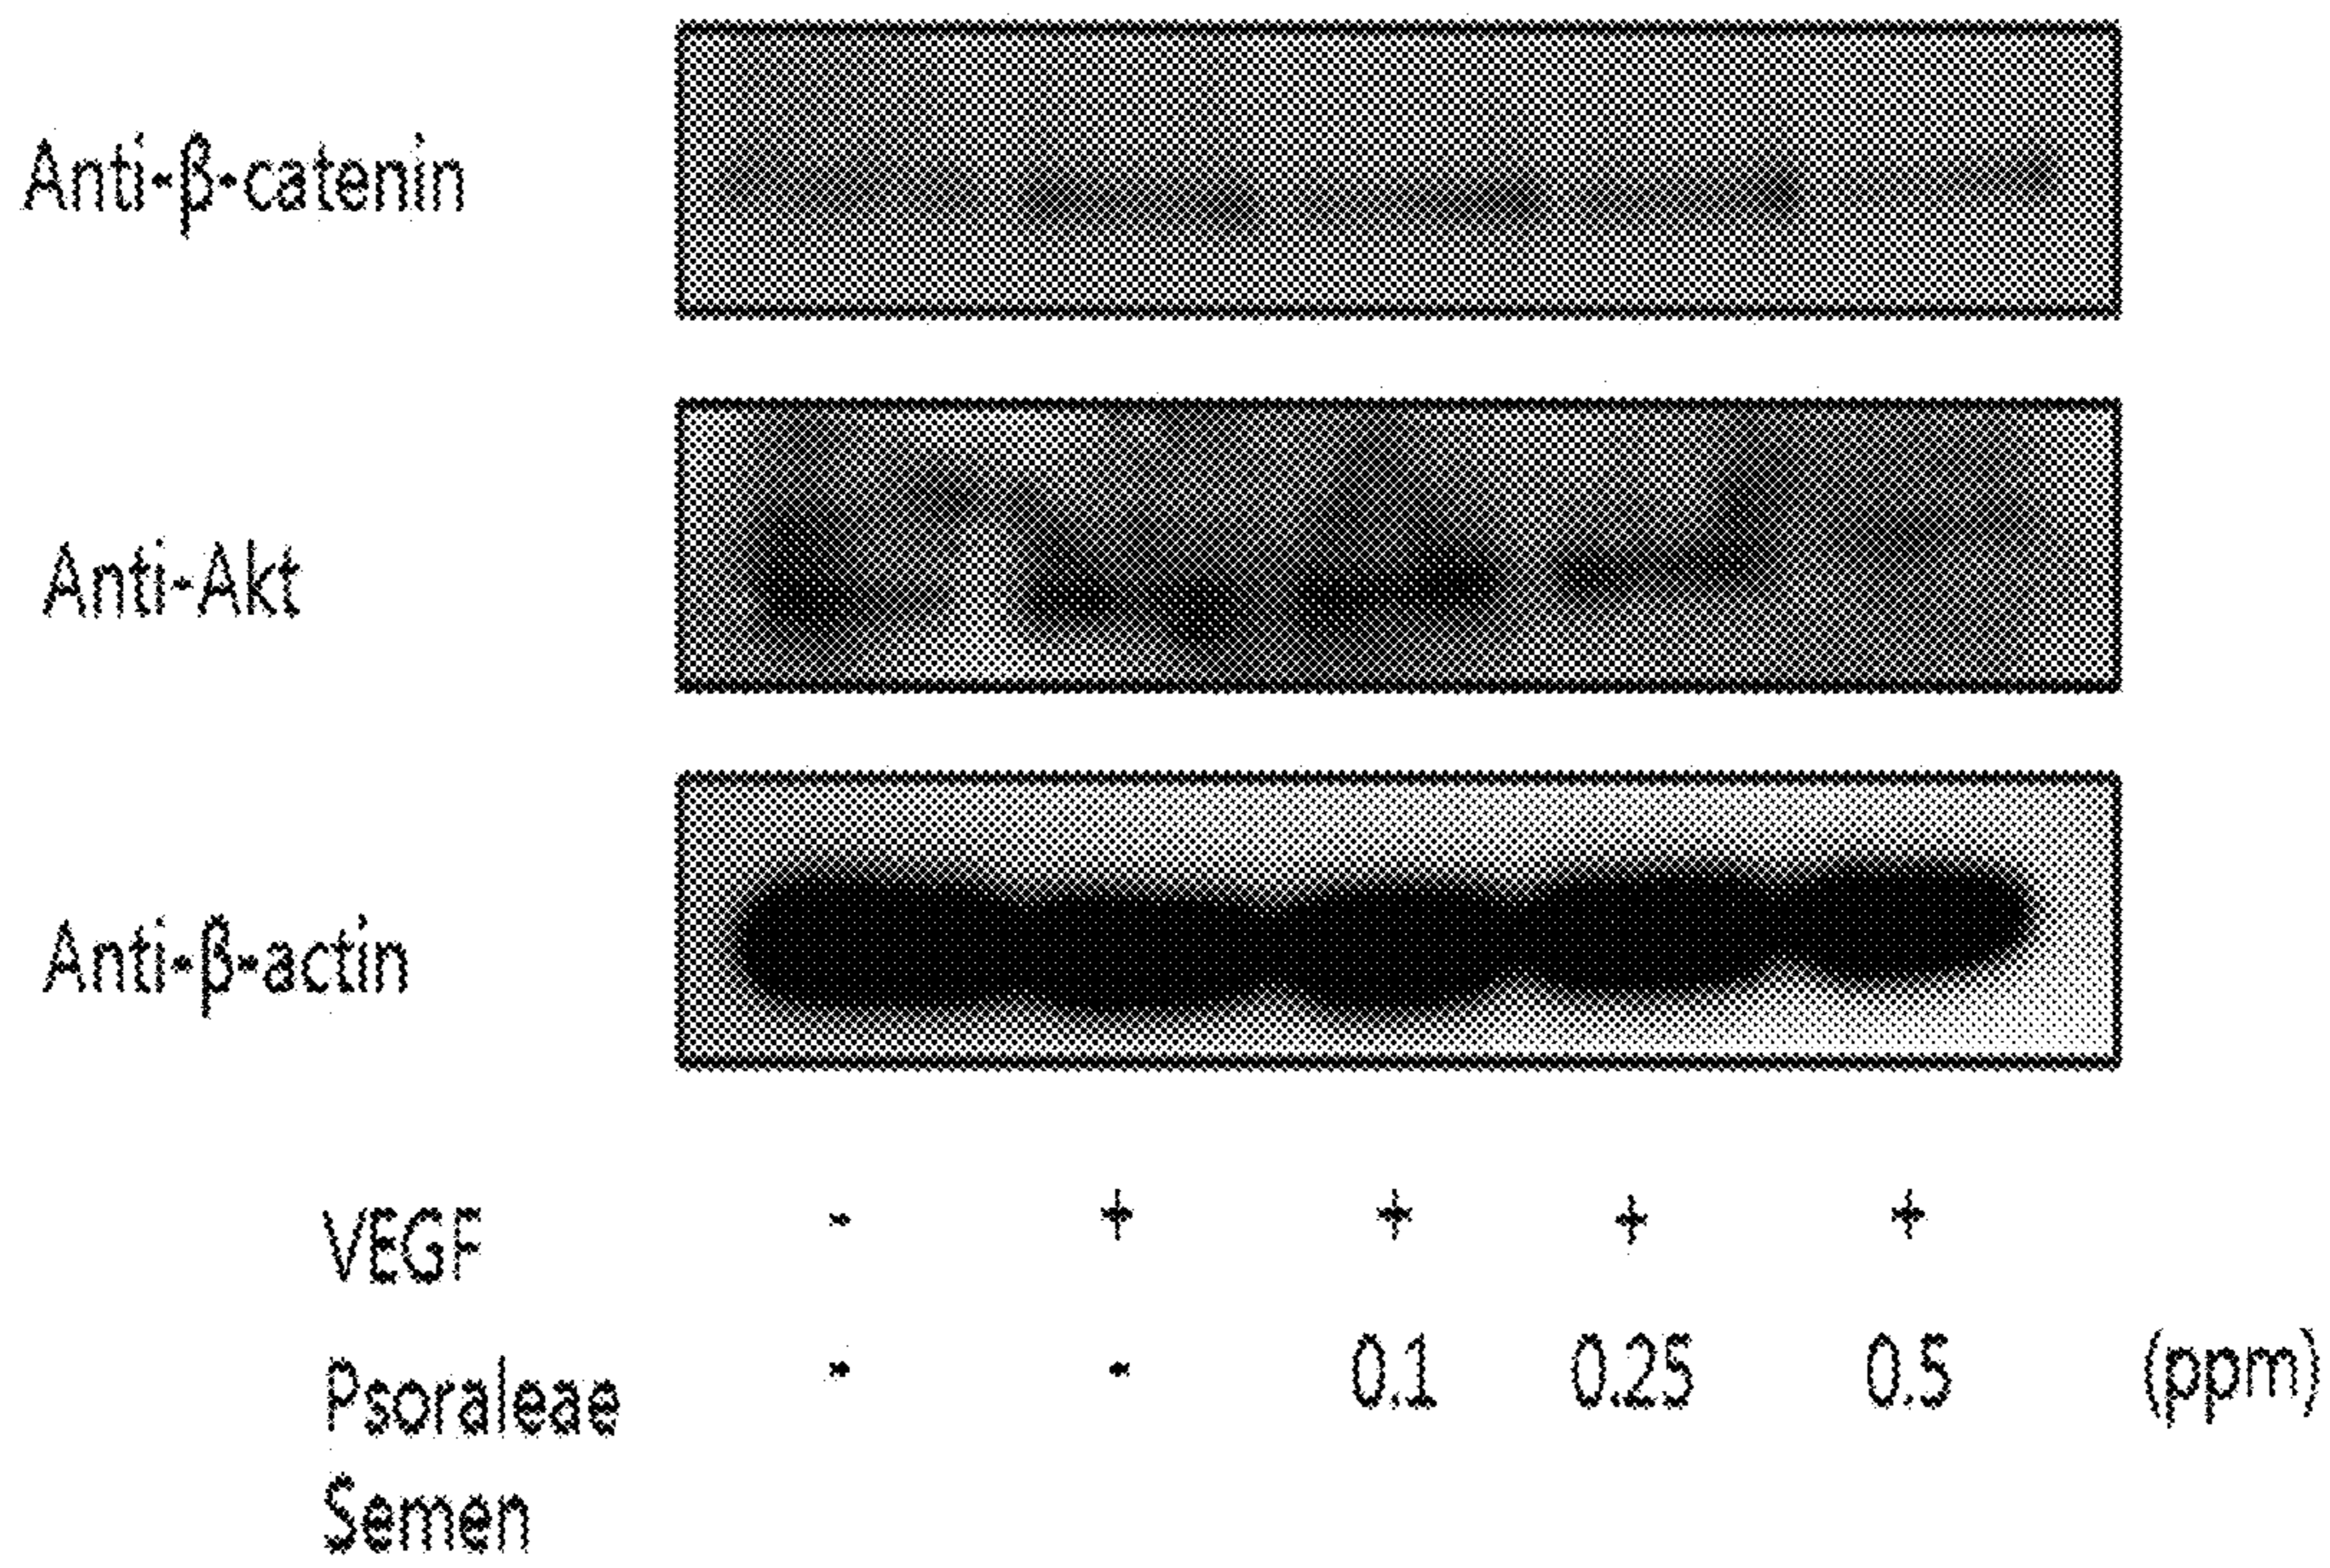 Anti-β-catenin
Anti-Akt
Anti-β-actin
VEGF - + + + +
Psoraleae - - 0.1 0.25 0.5 (ppm)
Semen